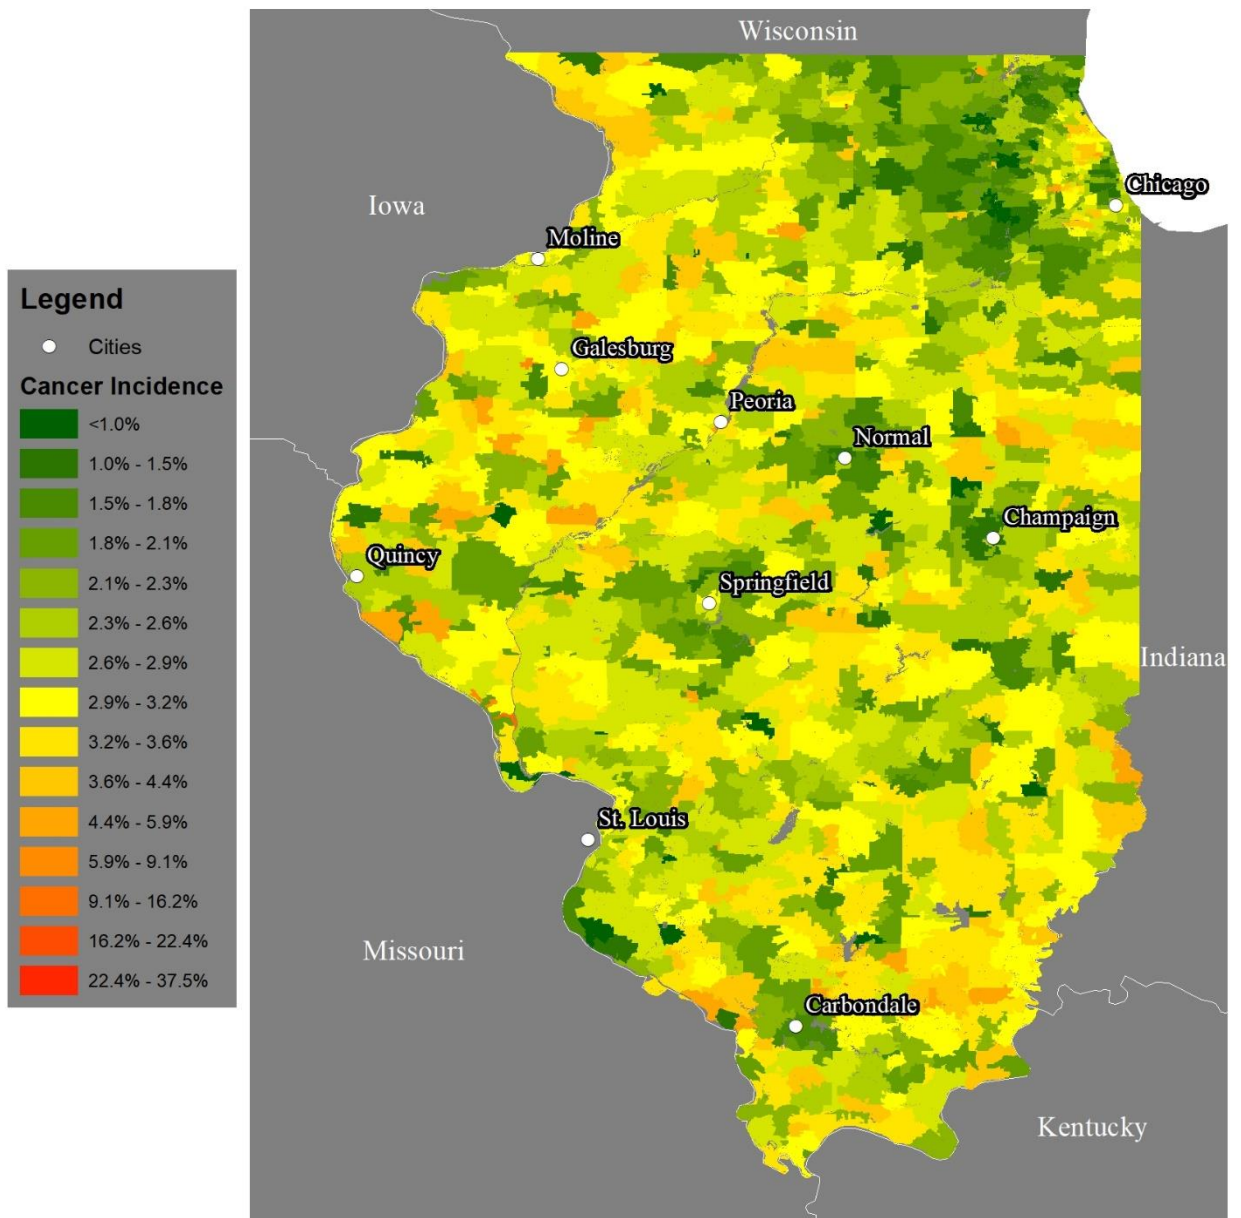 Wisconsin
Iowa
Chicago
Moline
Legend
Cities
Cancer Incidence
<1.0%
1.0% - 1.5%
1.5% - 1.8%
1.8% - 2.1%
2.1% - 2.3%
2.3% - 2.6%
2.6% - 2.9%
2.9% - 3.2%
3.2% - 3.6%
3.6% - 4.4%
4.4% - 5.9%
5.9% - 9.1%
9.1% - 16.2%
16.2% - 22.4%
22.4% - 37.5%
Galesburg
Peoria
Normal
Champaign
Quincy
Springfield
Indiana
St. Louis
Missouri
Carbondale
Kentucky